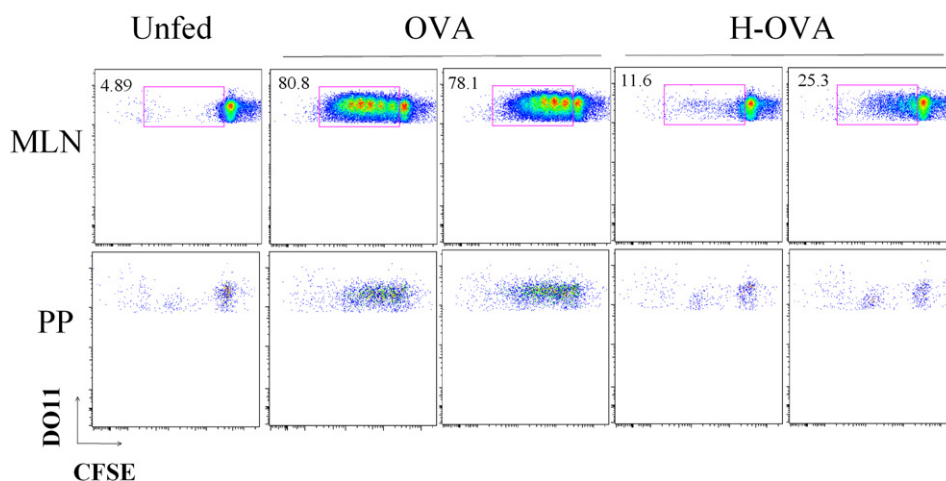 Unfed OVA H-OVA
MLN 4.89 80.8 78.1 11.6 25.3
PP
DO11
CFSE